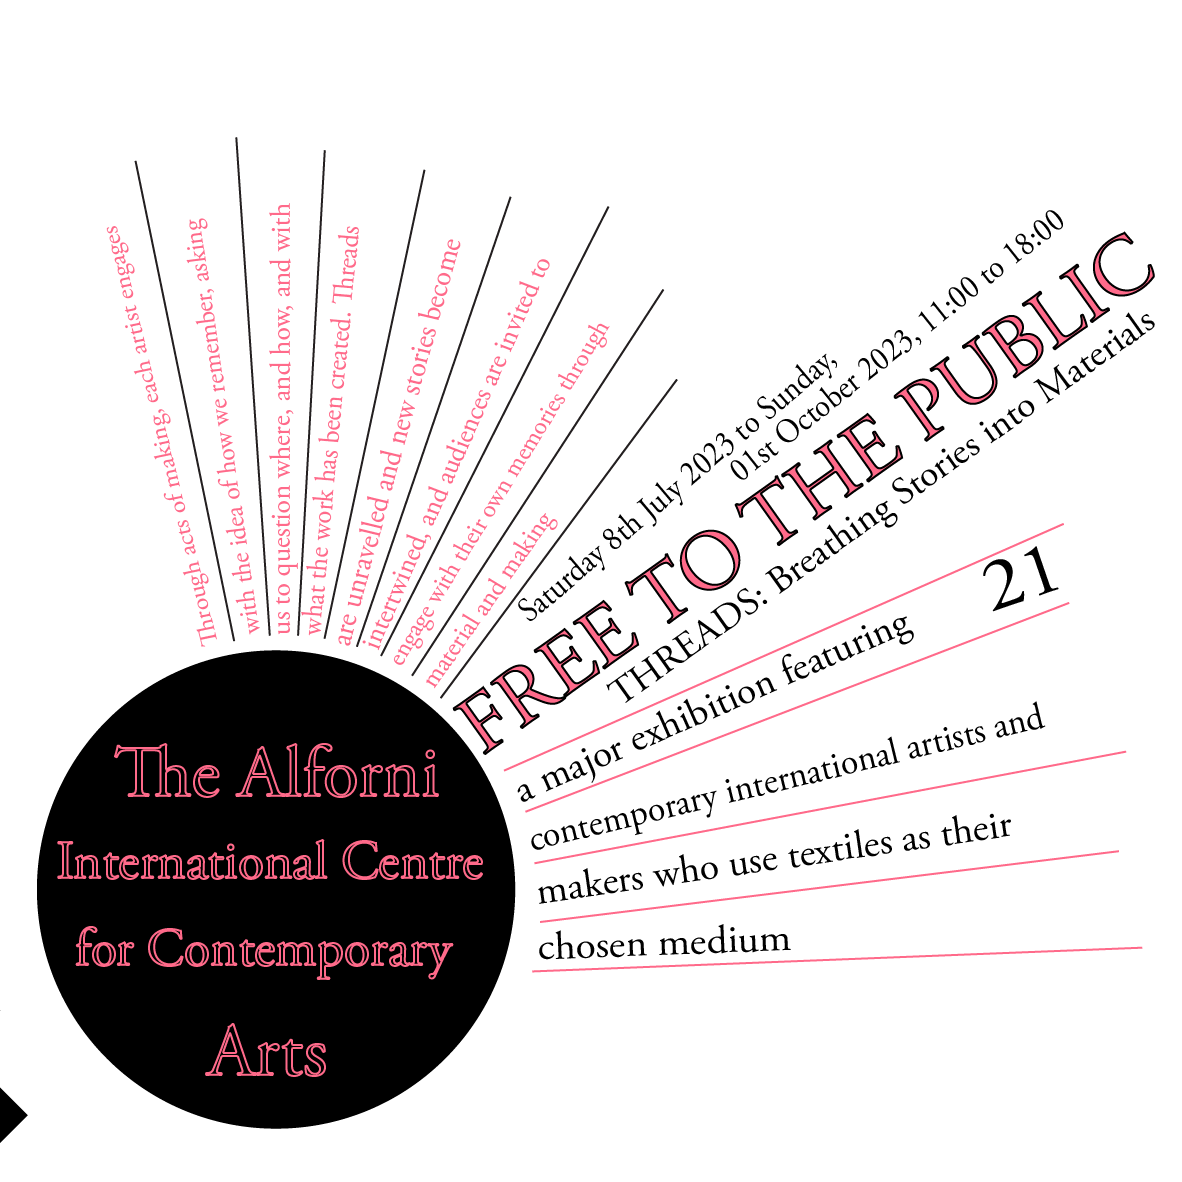 Through acts of making, each artist engages
with the idea of how we remember, asking
us to question where, and how, and with
what the work has been created. Threads
are unravelled and new stories become
intertwined, and audiences are invited to
engage with their own memories through
material and making
Saturday 8th July 2023 to Sunday,
01st October 2023, 11:00 to 18:00
FREE TO THE PUBLIC
THREADS: Breathing Stories into Materials
a major exhibition featuring 21
contemporary international artists and
makers who use textiles as their
chosen medium
The Alforni
International Centre
for Contemporary
Arts